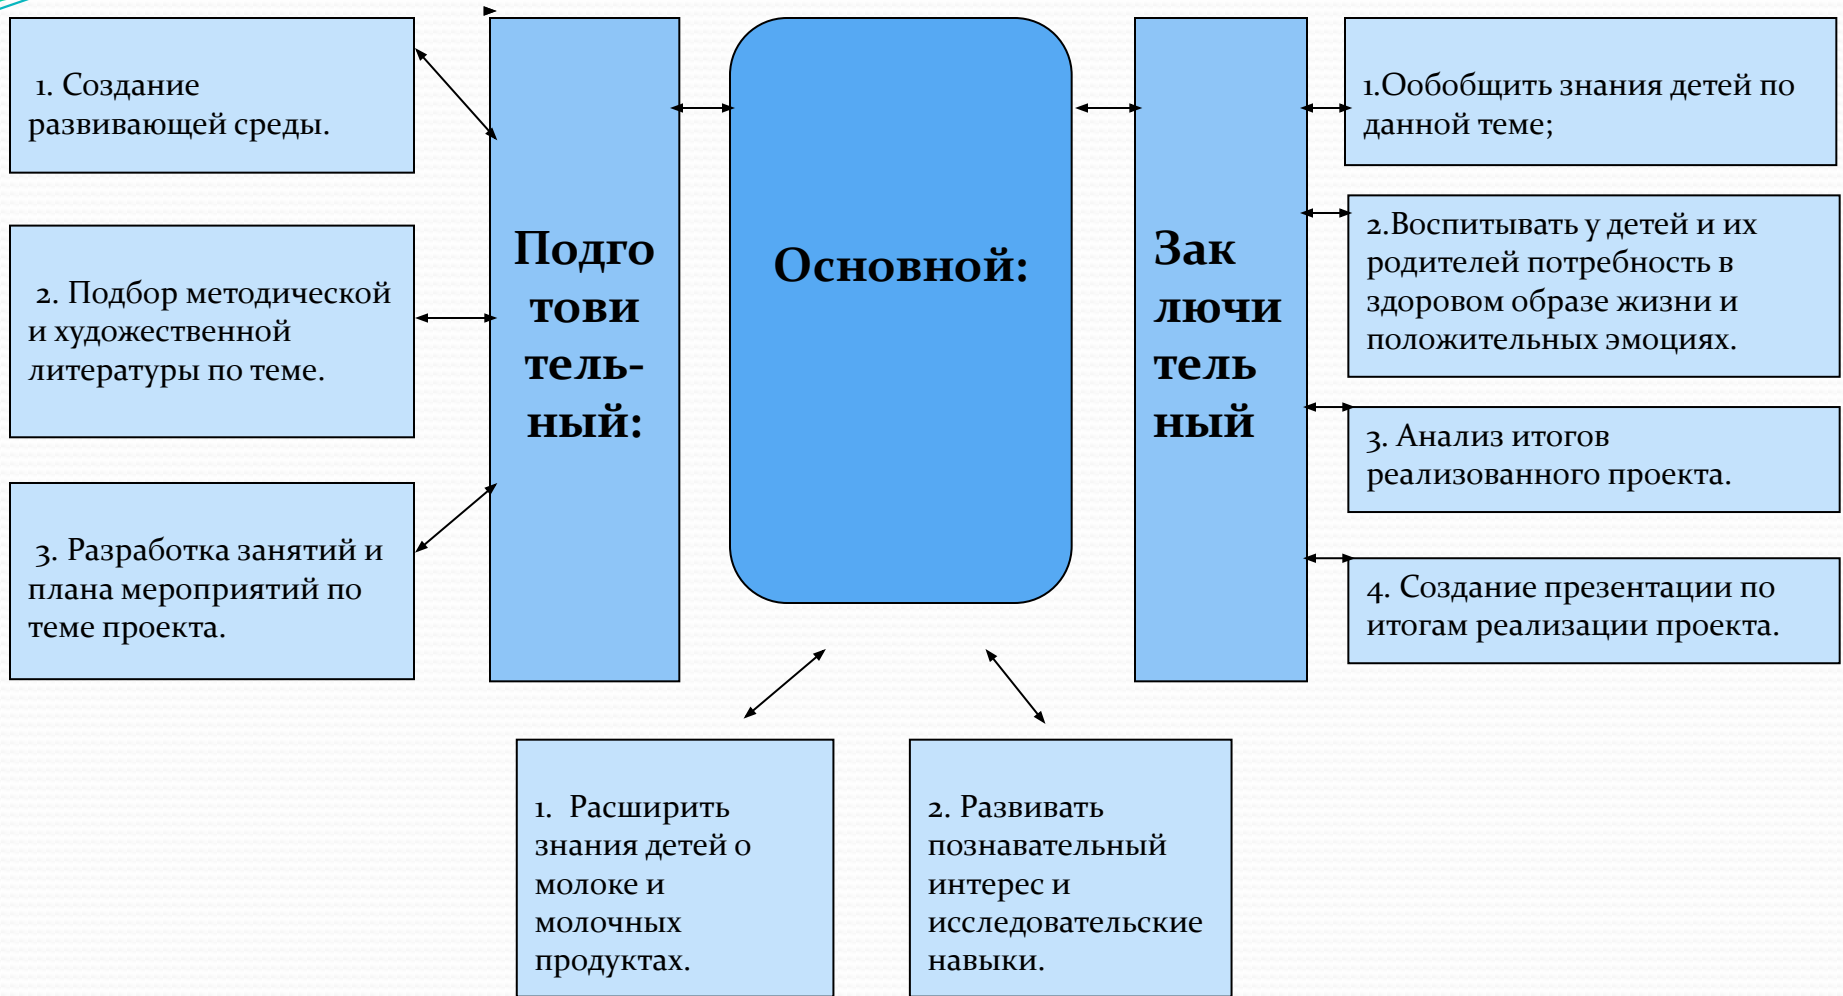 1. Создание
развивающей среды.
2. Подбор методической
и художественной
литературы по теме.
3. Разработка занятий и
плана мероприятий по
теме проекта.
Подго
тови
тель-
ный:
Основной:
1. Расширить
знания детей о
молоке и
молочных
продуктах.
2. Развивать
познавательный
интерес и
исследовательские
навыки.
Зак
лючи
тель
ный
1.Ообобщить знания детей по
данной теме;
2.Воспитывать у детей и их
родителей потребность в
здоровом образе жизни и
положительных эмоциях.
3. Анализ итогов
реализованного проекта.
4. Создание презентации по
итогам реализации проекта.